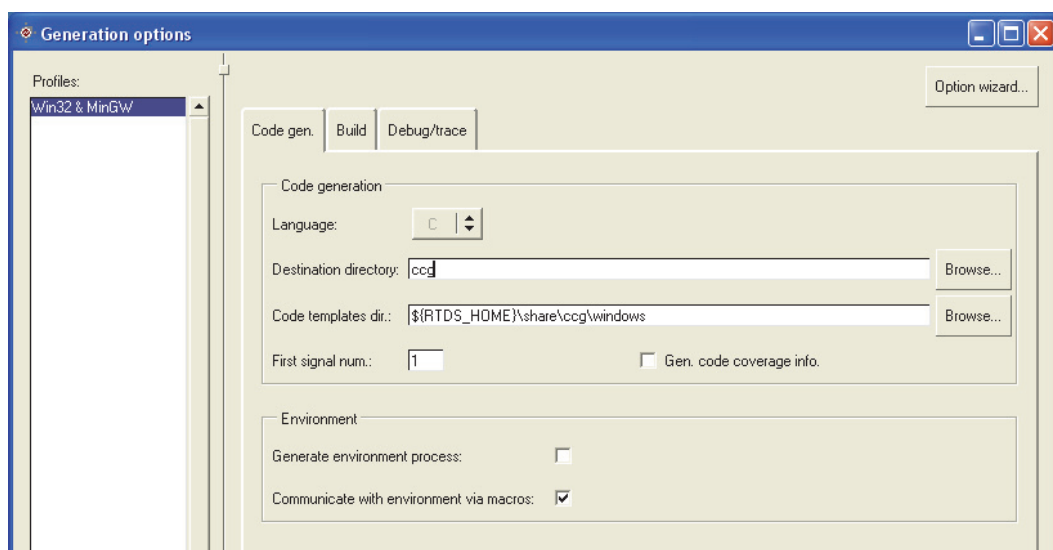 Generation options
Profiles:
Win32 & MinGW
Option wizard...
Code gen. Build Debug/trace
Code generation
Language: C
Destination directory: ccg Browse...
Code templates dir.: ${RTDS_HOME}\share\ccg\windows Browse...
First signal num.: 1 Gen. code coverage info.
Environment
Generate environment process:
Communicate with environment via macros: